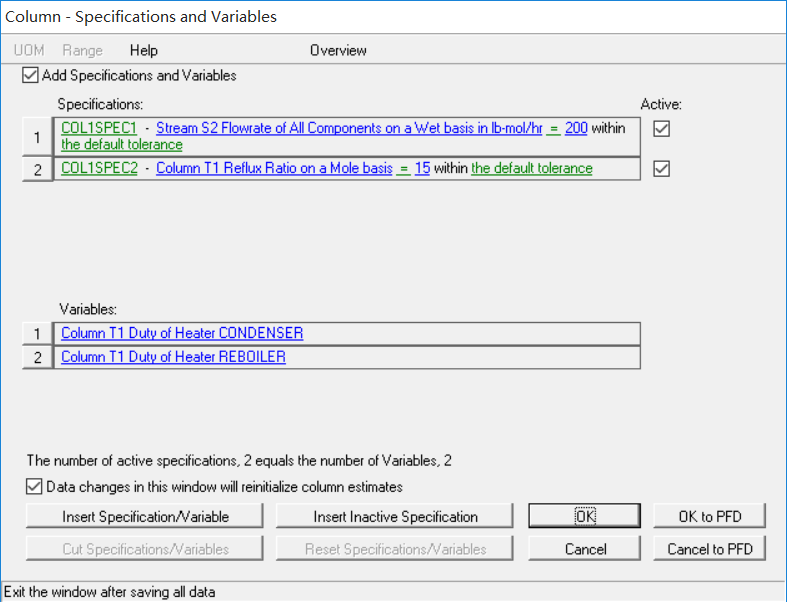 Column - Specifications and Variables
UOM Range Help Overview
Add Specifications and Variables
Specifications: Active:
1 COL1SPEC1 - Stream S2 Flowrate of All Components on a Wet basis in lb-mol/hr = 200 within
the default tolerance
2 COL1SPEC2 - Column T1 Reflux Ratio on a Mole basis = 15 within the default tolerance
Variables:
1 Column T1 Duty of Heater CONDENSER
2 Column T1 Duty of Heater REBOILER
The number of active specifications, 2 equals the number of Variables, 2
Data changes in this window will reinitialize column estimates
Insert Specification/Variable Insert Inactive Specification OK OK to PFD
Cut Specifications/Variables Reset Specifications/Variables Cancel Cancel to PFD
Exit the window after saving all data